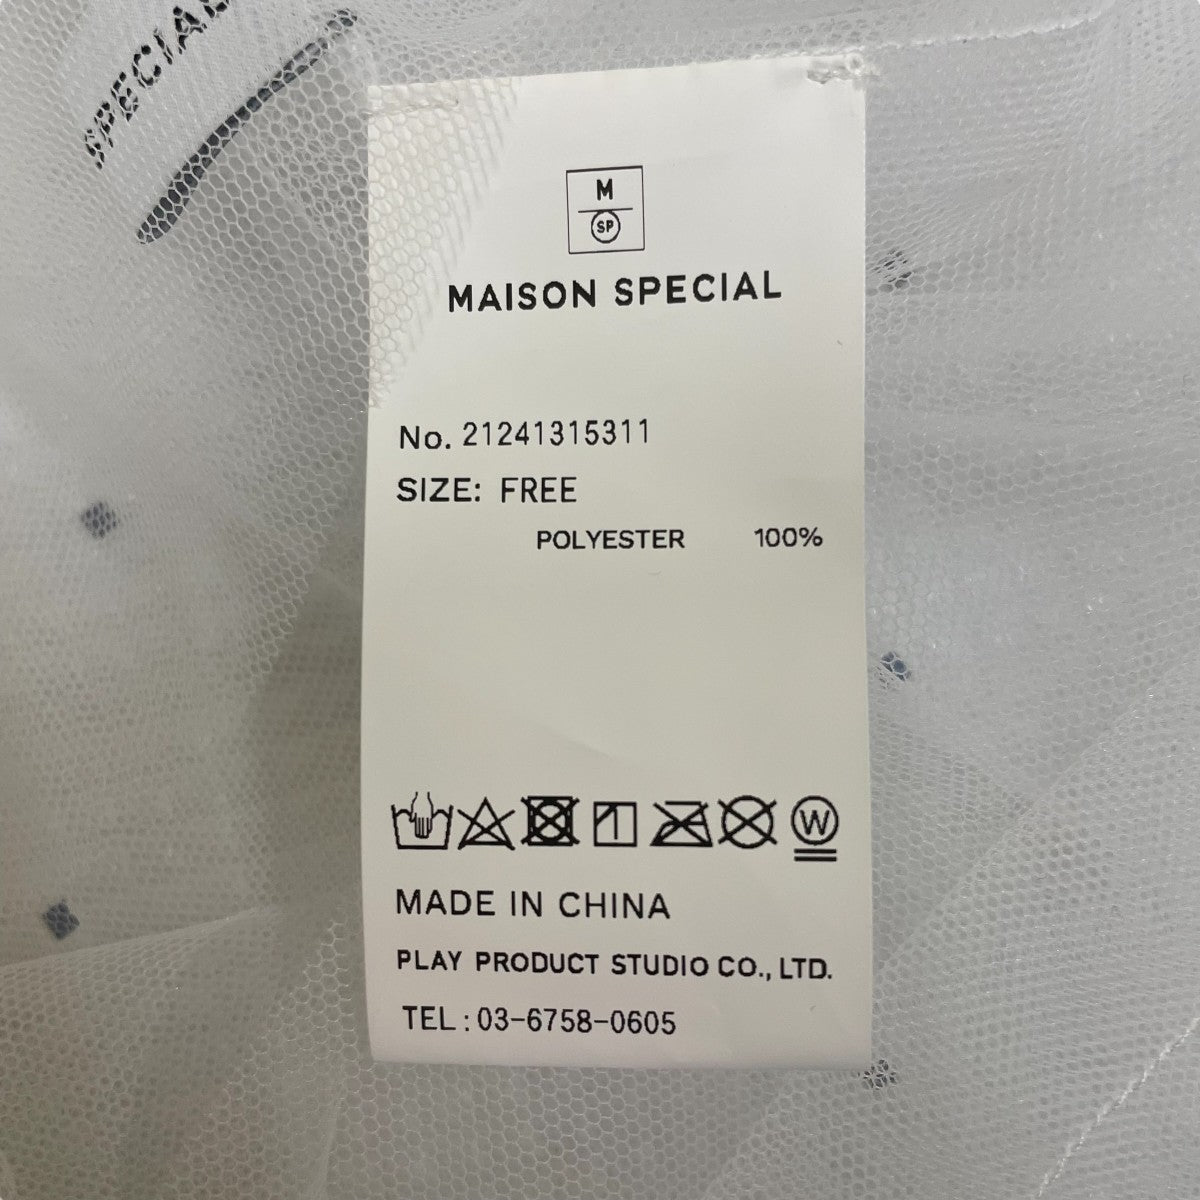 SPECIAL
M
SP
MAISON SPECIAL
No. 21241315311
SIZE: FREE
POLYESTER 100%
W
MADE IN CHINA
PLAY PRODUCT STUDIO CO., LTD.
TEL : 03-6758-0605